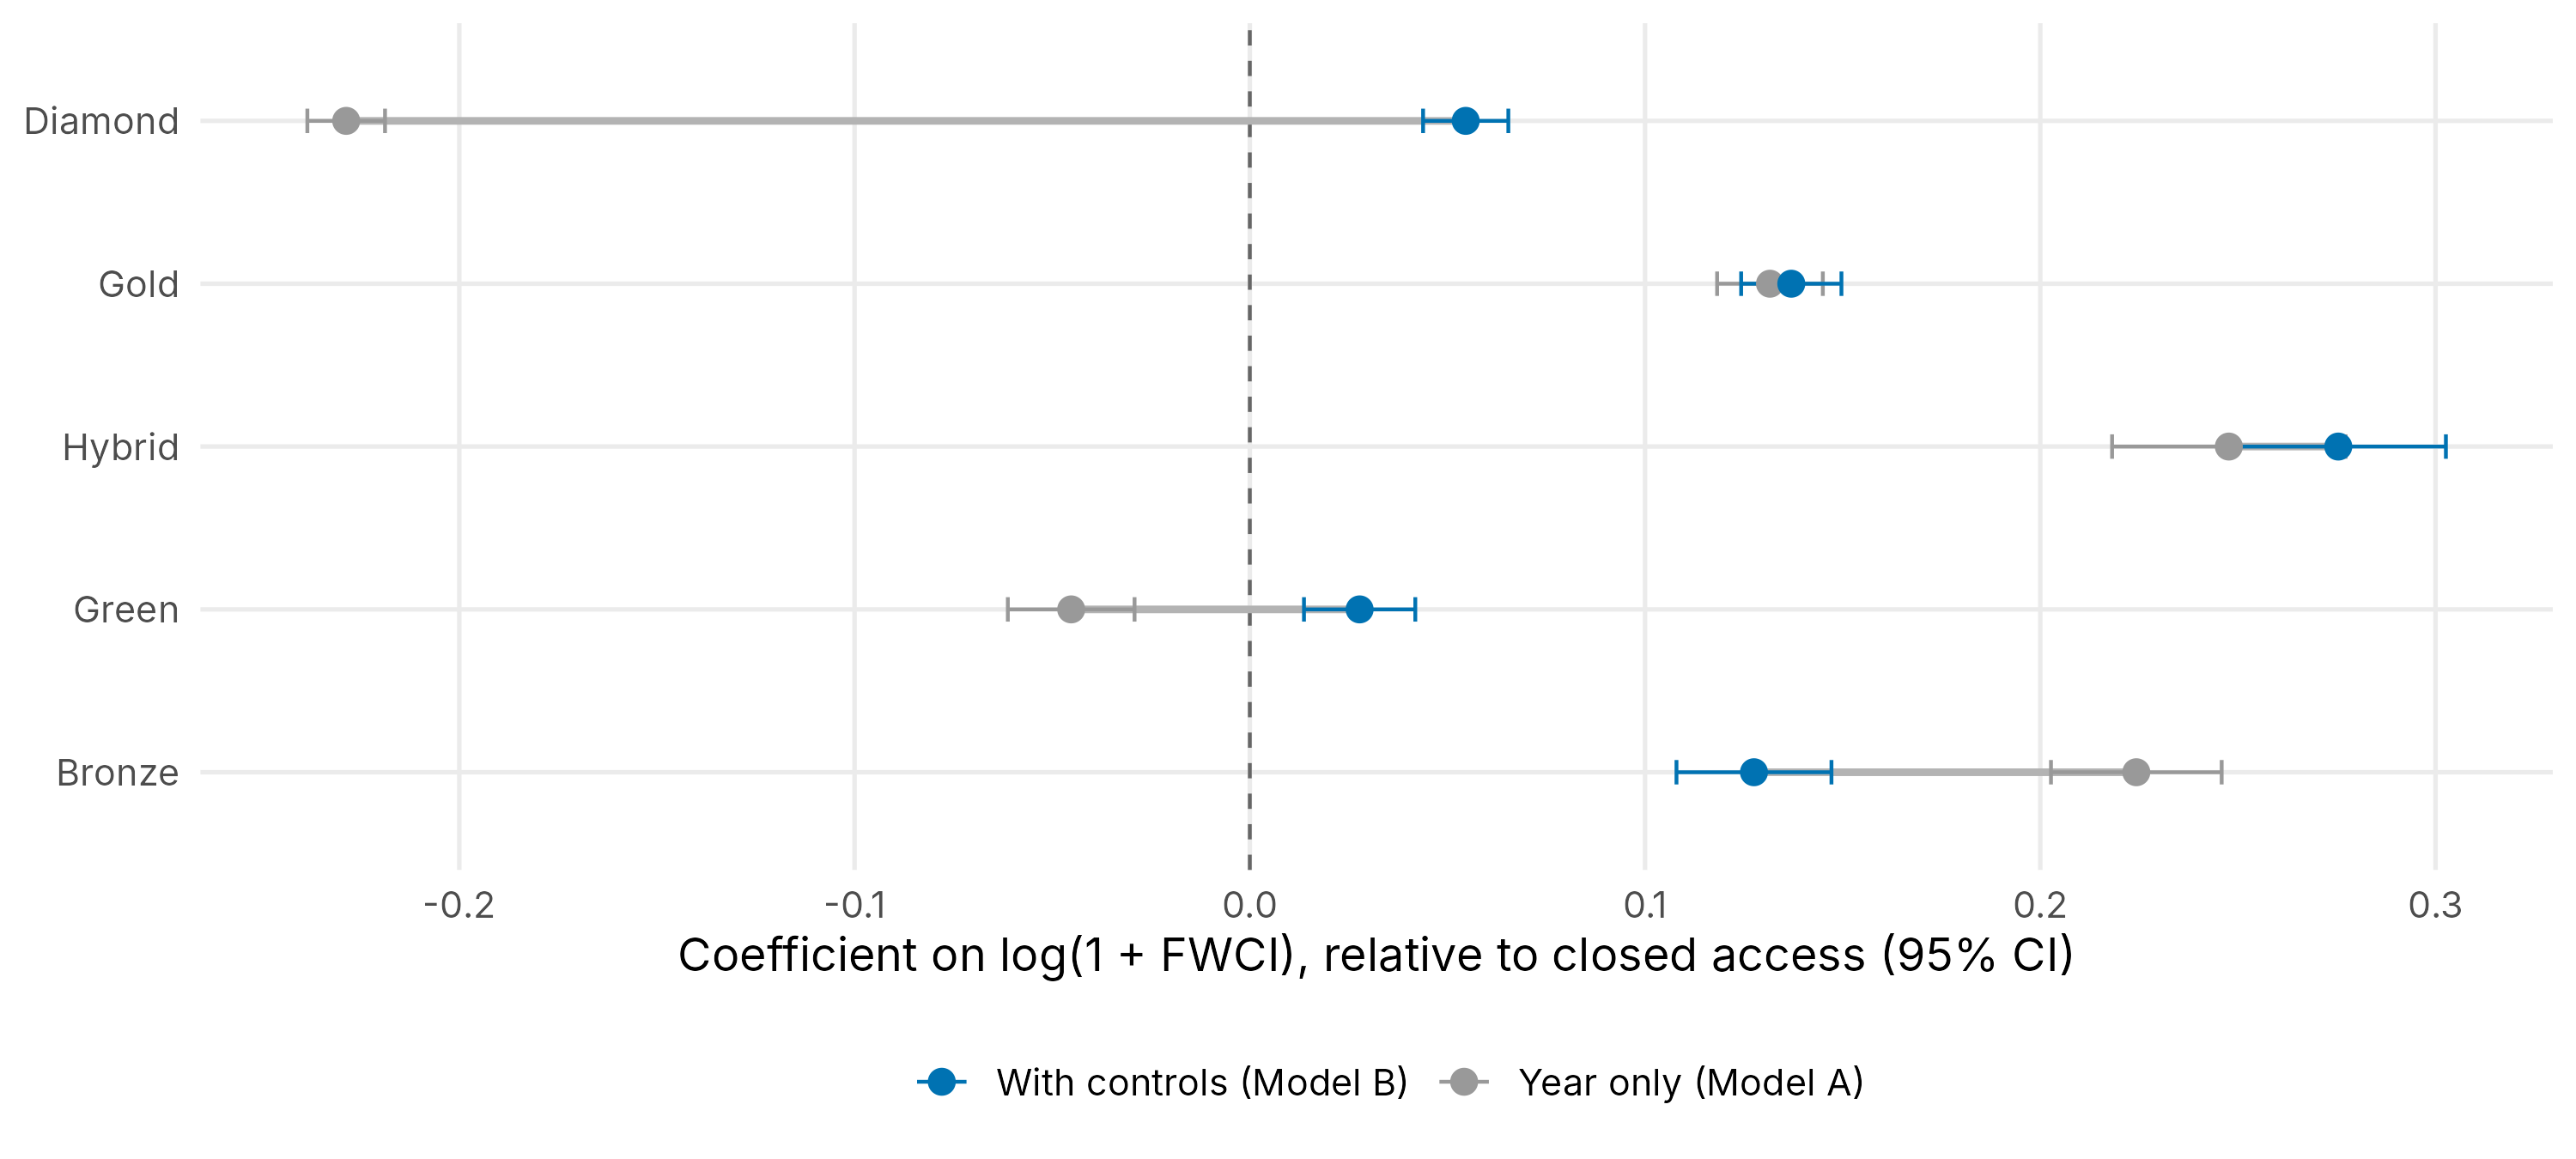 Diamond
Gold
Hybrid
Green
Bronze
-0.2 -0.1 0.0 0.1 0.2 0.3
Coefficient on log(1 + FWCI), relative to closed access (95% CI)
With controls (Model B) Year only (Model A)